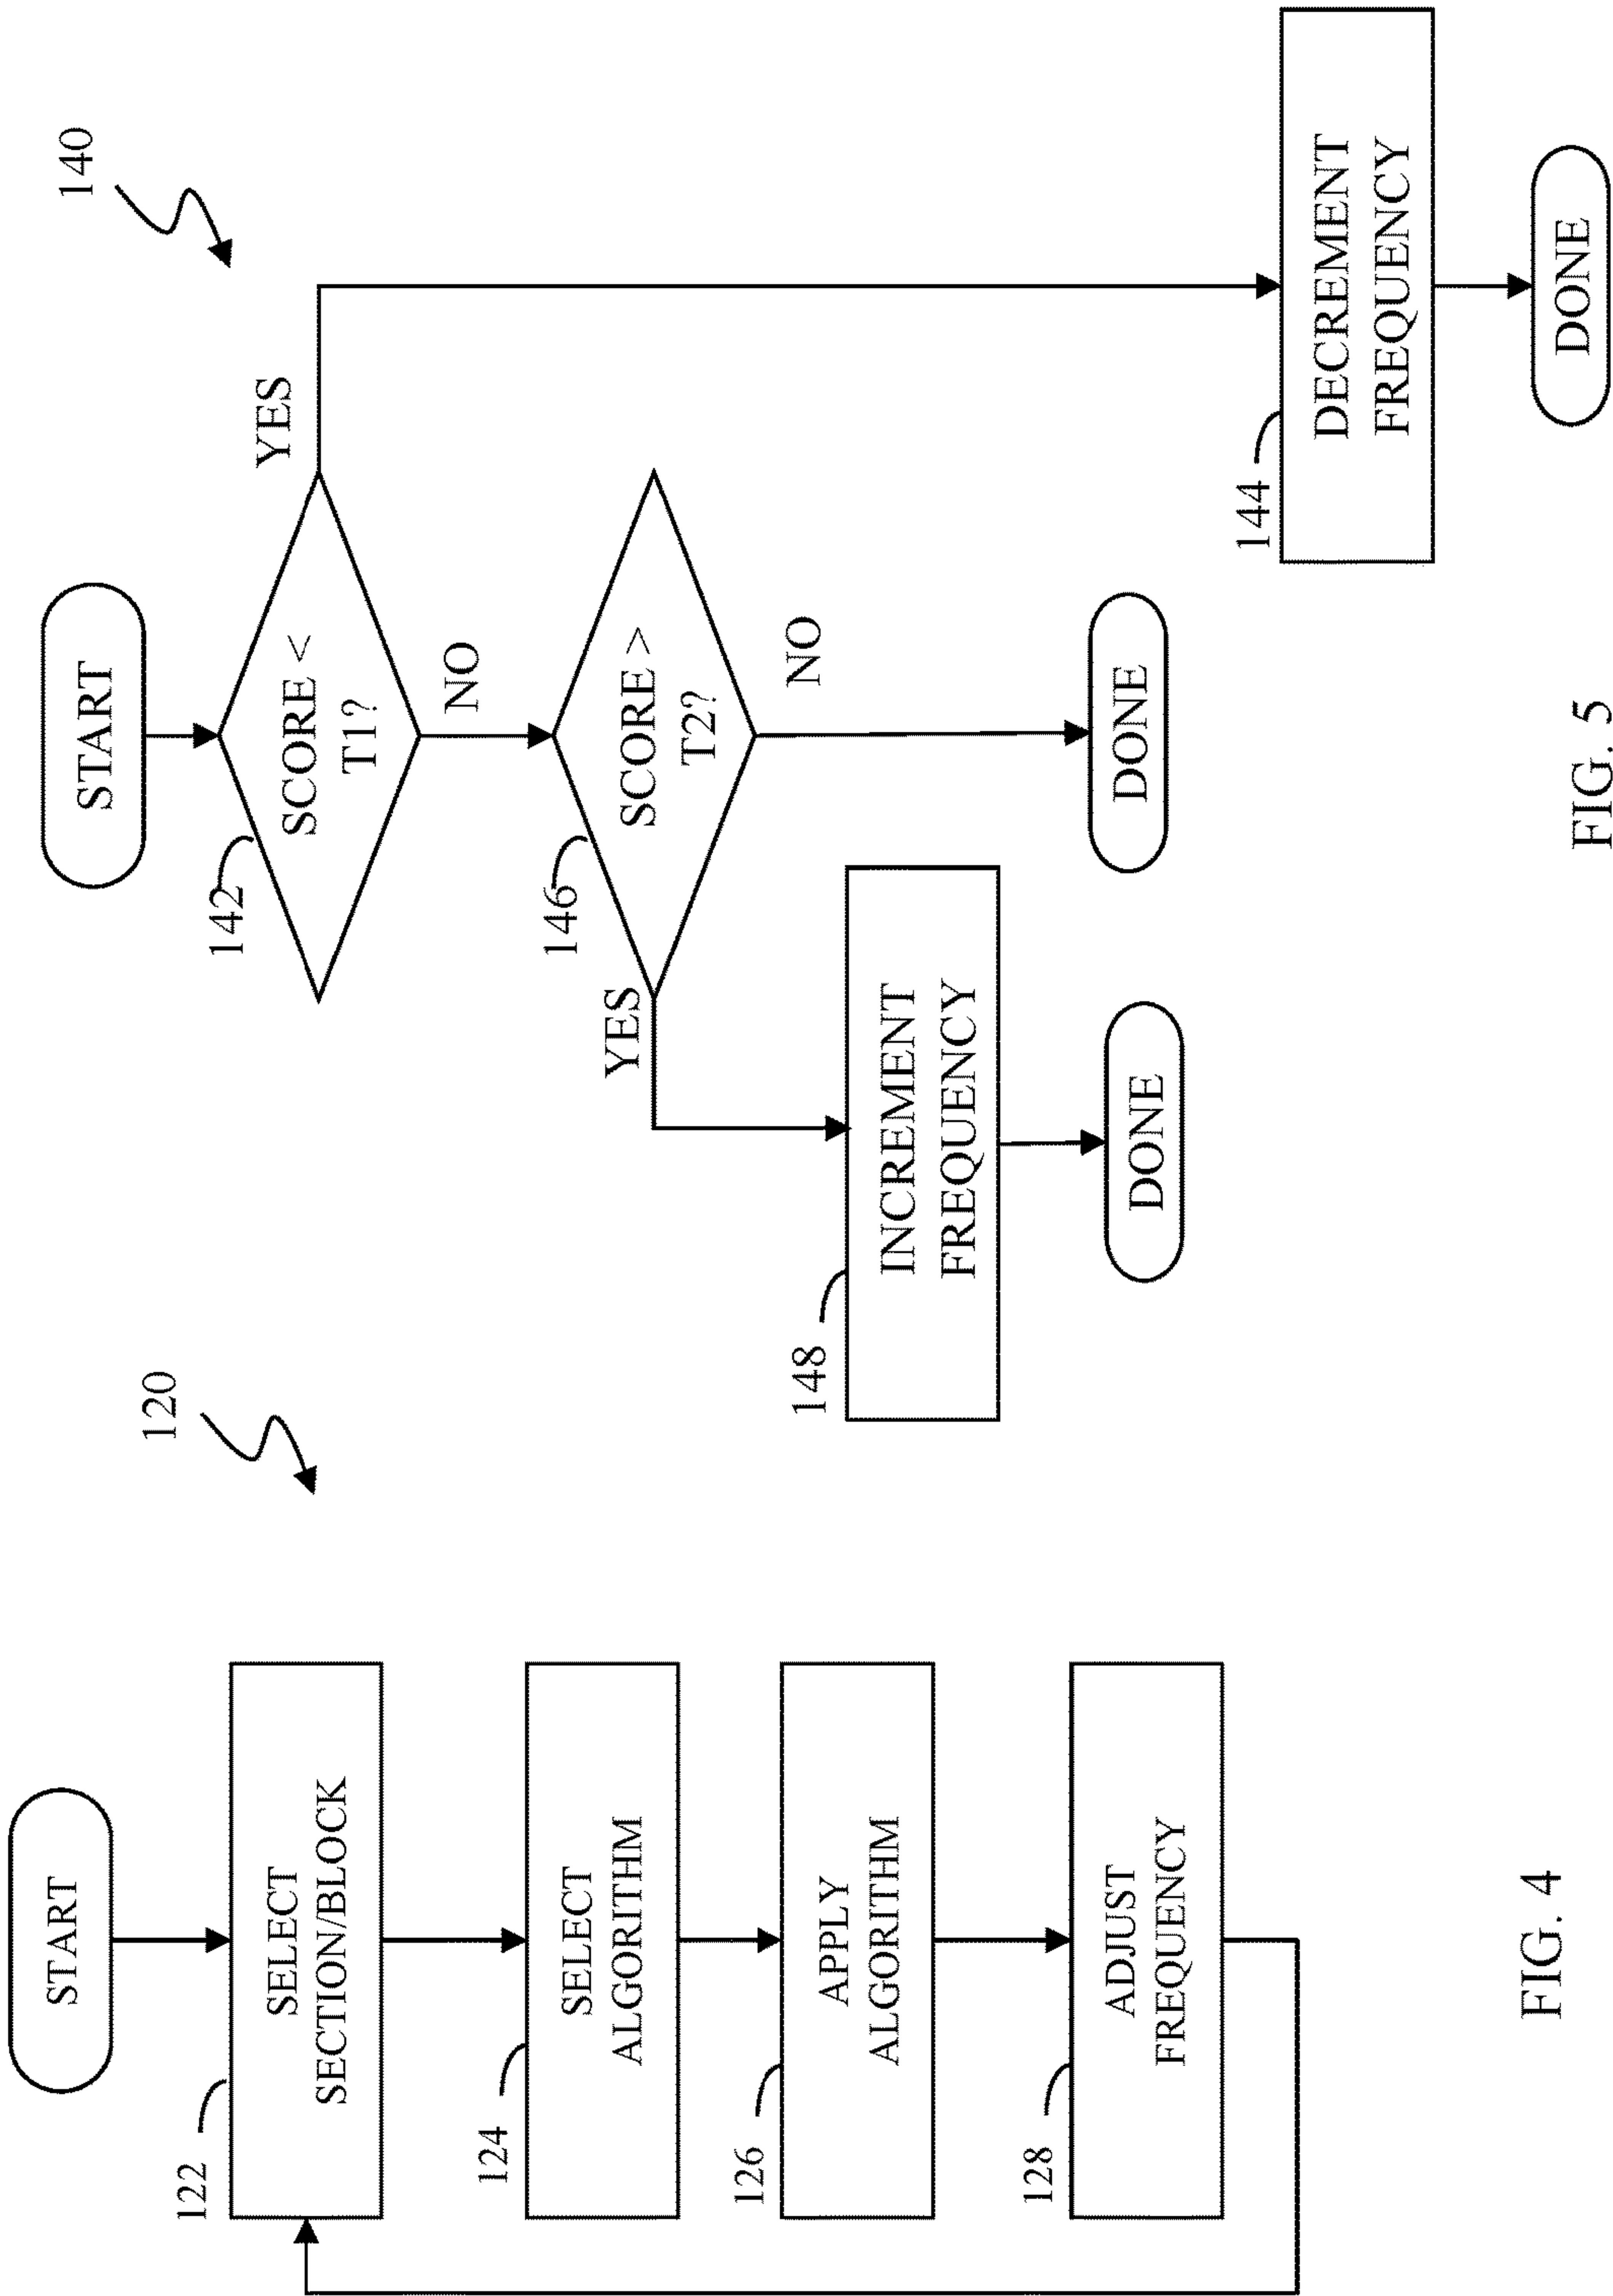 120
START
122
SELECT
SECTION/BLOCK
124
SELECT
ALGORITHM
126
APPLY
ALGORITHM
128
ADJUST
FREQUENCY
FIG. 4
140
START
142
SCORE <
T1?
YES
NO
146
SCORE >
T2?
YES
NO
148
INCREMENT
FREQUENCY
DONE
DONE
144
DECREMENT
FREQUENCY
DONE
FIG. 5